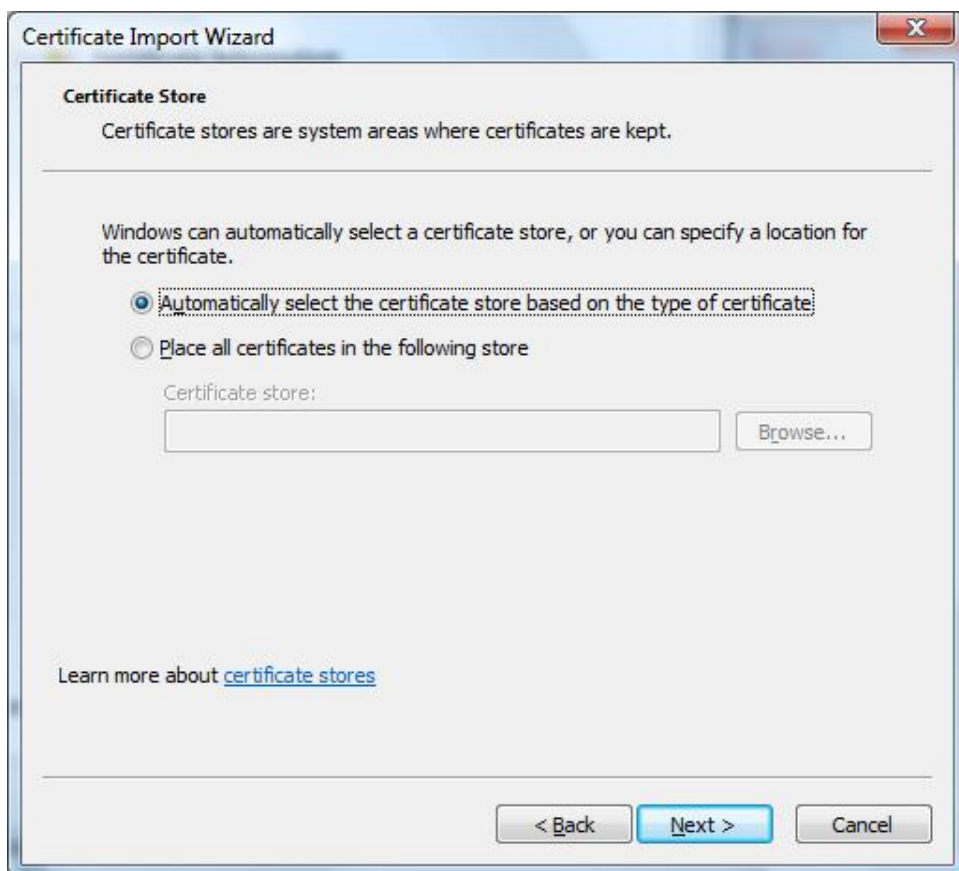 Certificate Import Wizard
Certificate Store
Certificate stores are system areas where certificates are kept.
Windows can automatically select a certificate store, or you can specify a location for
the certificate.
Automatically select the certificate store based on the type of certificate
Place all certificates in the following store
Certificate store:
Browse...
Learn more about certificate stores
< Back Next > Cancel